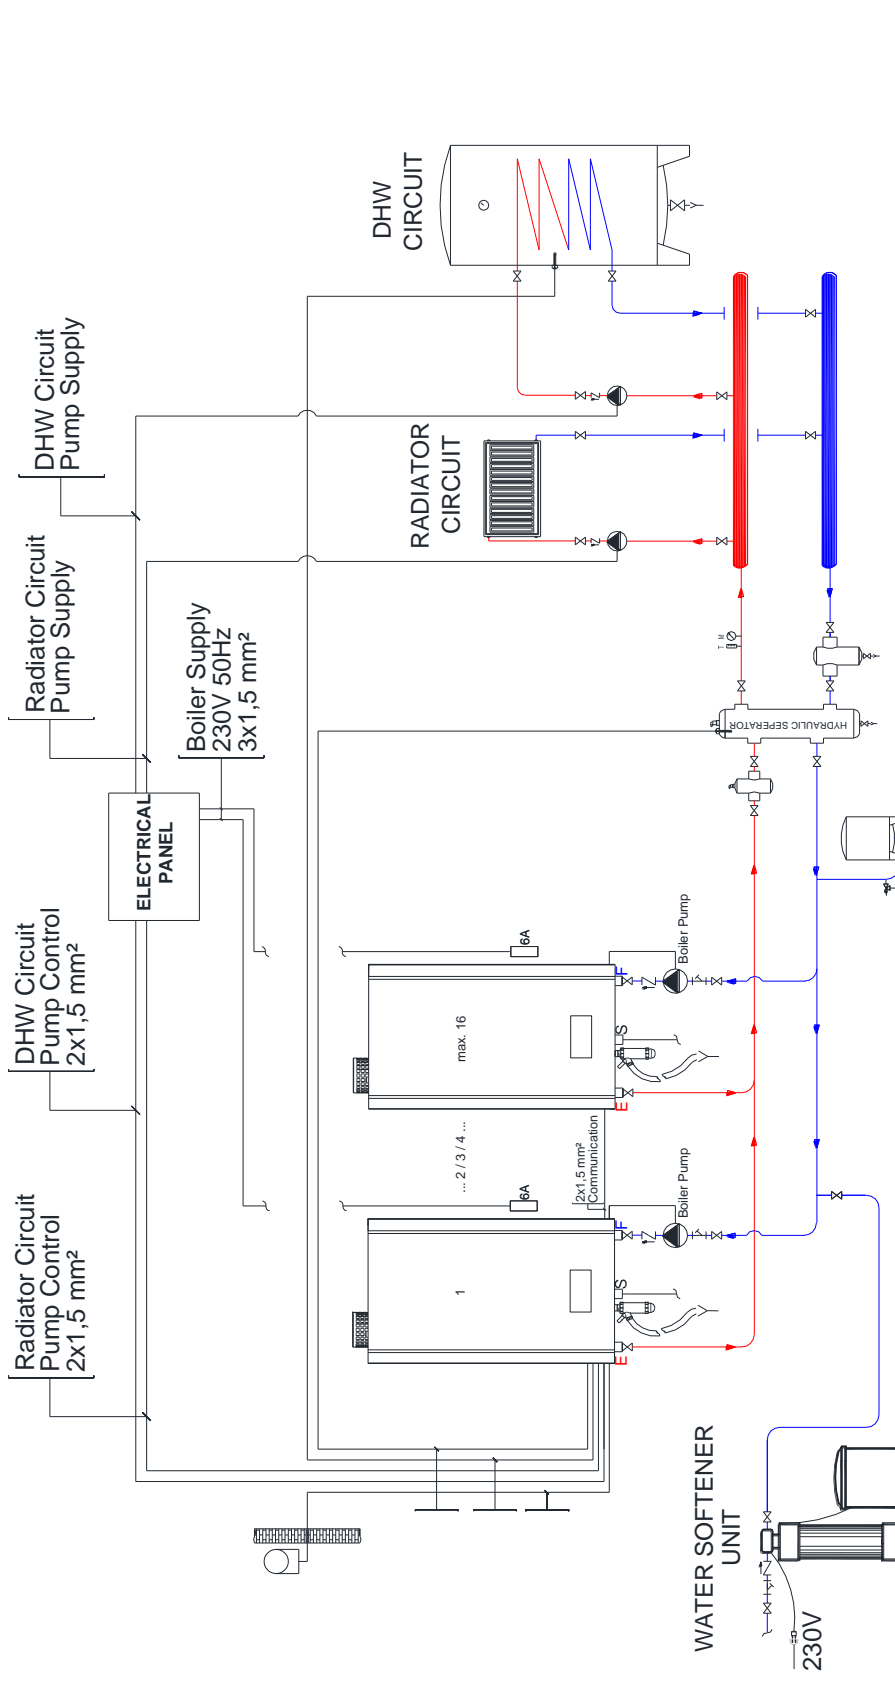 Radiator Circuit
Pump Control
2x1,5 mm²
DHW Circuit
Pump Control
2x1,5 mm²
Radiator Circuit
Pump Supply
DHW Circuit
Pump Supply
ELECTRICAL
PANEL
Boiler Supply
230V 50Hz
3x1,5 mm²
DHW
CIRCUIT
RADIATOR
CIRCUIT
1
... 2 / 3 / 4 ...
max. 16
6A
6A
2x1,5 mm²
Communication
E
S
F
E
S
F
Boiler Pump
Boiler Pump
T
M
HYDRAULIC SEPERATOR
WATER SOFTENER
UNIT
230V